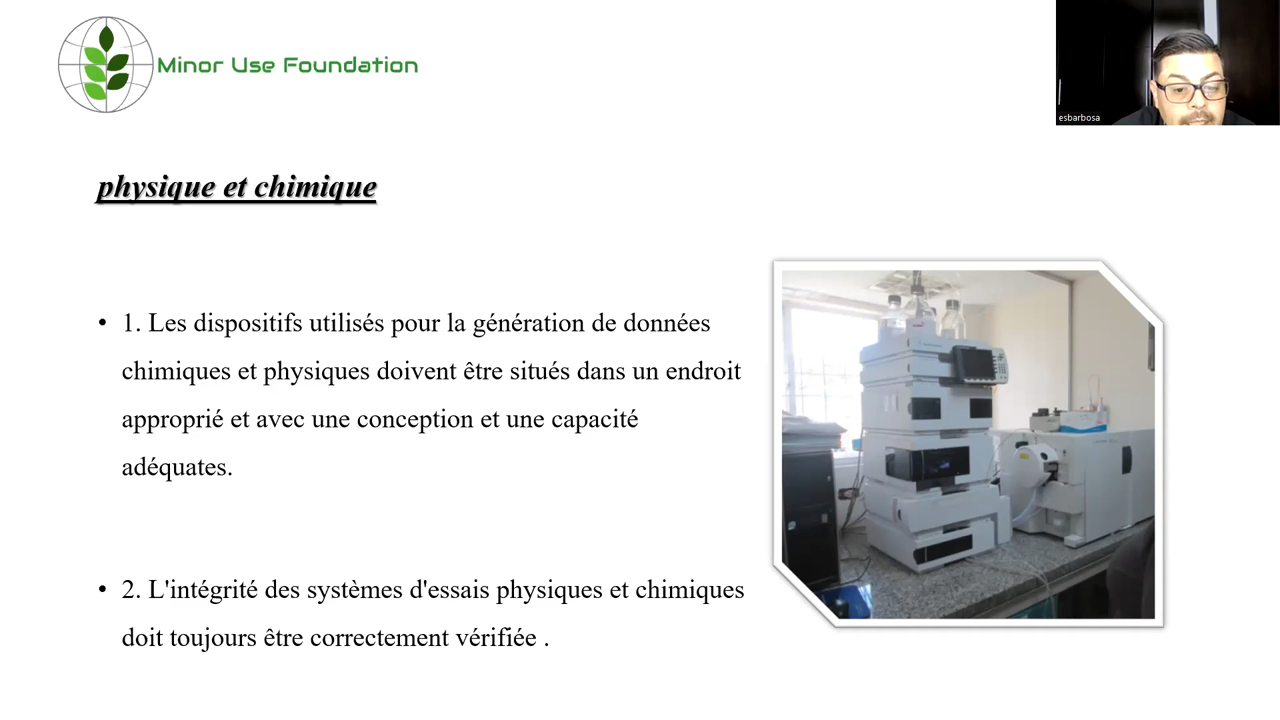 Minor Use Foundation
esbarbosa
physique et chimique
• 1. Les dispositifs utilisés pour la génération de données
chimiques et physiques doivent être situés dans un endroit
approprié et avec une conception et une capacité
adéquates.
• 2. L'intégrité des systèmes d'essais physiques et chimiques
doit toujours être correctement vérifiée .